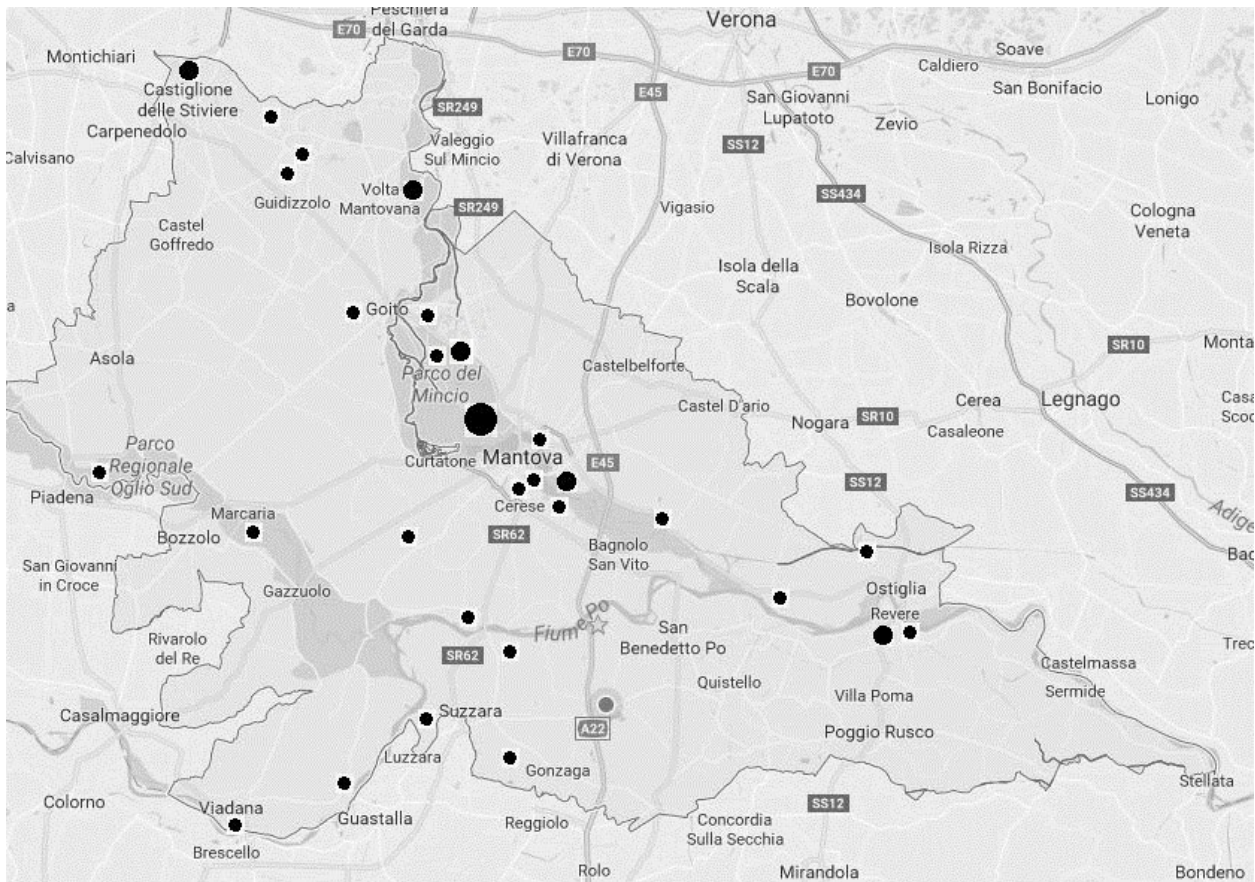 Peschiera
del Garda
Verona
E70
E70
Soave
Montichiari
E70
Caldiero
San Bonifacio
Castiglione
delle Stiviere
E45
San Giovanni
Lupatoto
Lonigo
SR249
Zevio
Carpenedolo
Valeggio
Sul Mincio
Villafranca
di Verona
SS12
Calvisano
Volta
Mantovana
SS434
Guidizzolo
SR249
Vigasio
Cologna
Veneta
Castel
Goffredo
Isola Rizza
Isola della
Scala
Bovolone
a
Goito
SR10
Monta
Asola
Castelbelforte
Parco del
Mincio
Cerea
Legnago
Casa
Scoc
Castel D'ario
Nogara
SR10
Casaleone
Parco
Regionale
Oglio Sud
Curtatone
Mantova
E45
SS12
SS434
Piadena
Cerese
Marcaria
Adige
Bozzolo
SR62
Bagnolo
San Vito
Bac
San Giovanni
in Croce
Gazzuolo
Ostiglia
Revere
Fiume Po
San
Benedetto Po
Rivarolo
del Re
SR62
Trec
Castelmassa
Quistello
Villa Poma
Sermide
Casalmaggiore
Suzzara
A22
Poggio Rusco
Luzzara
Gonzaga
Stellata
Colorno
Viadana
Guastalla
Reggiolo
SS12
Concordia
Sulla Secchia
Brescello
Rolo
Mirandola
Bondeno